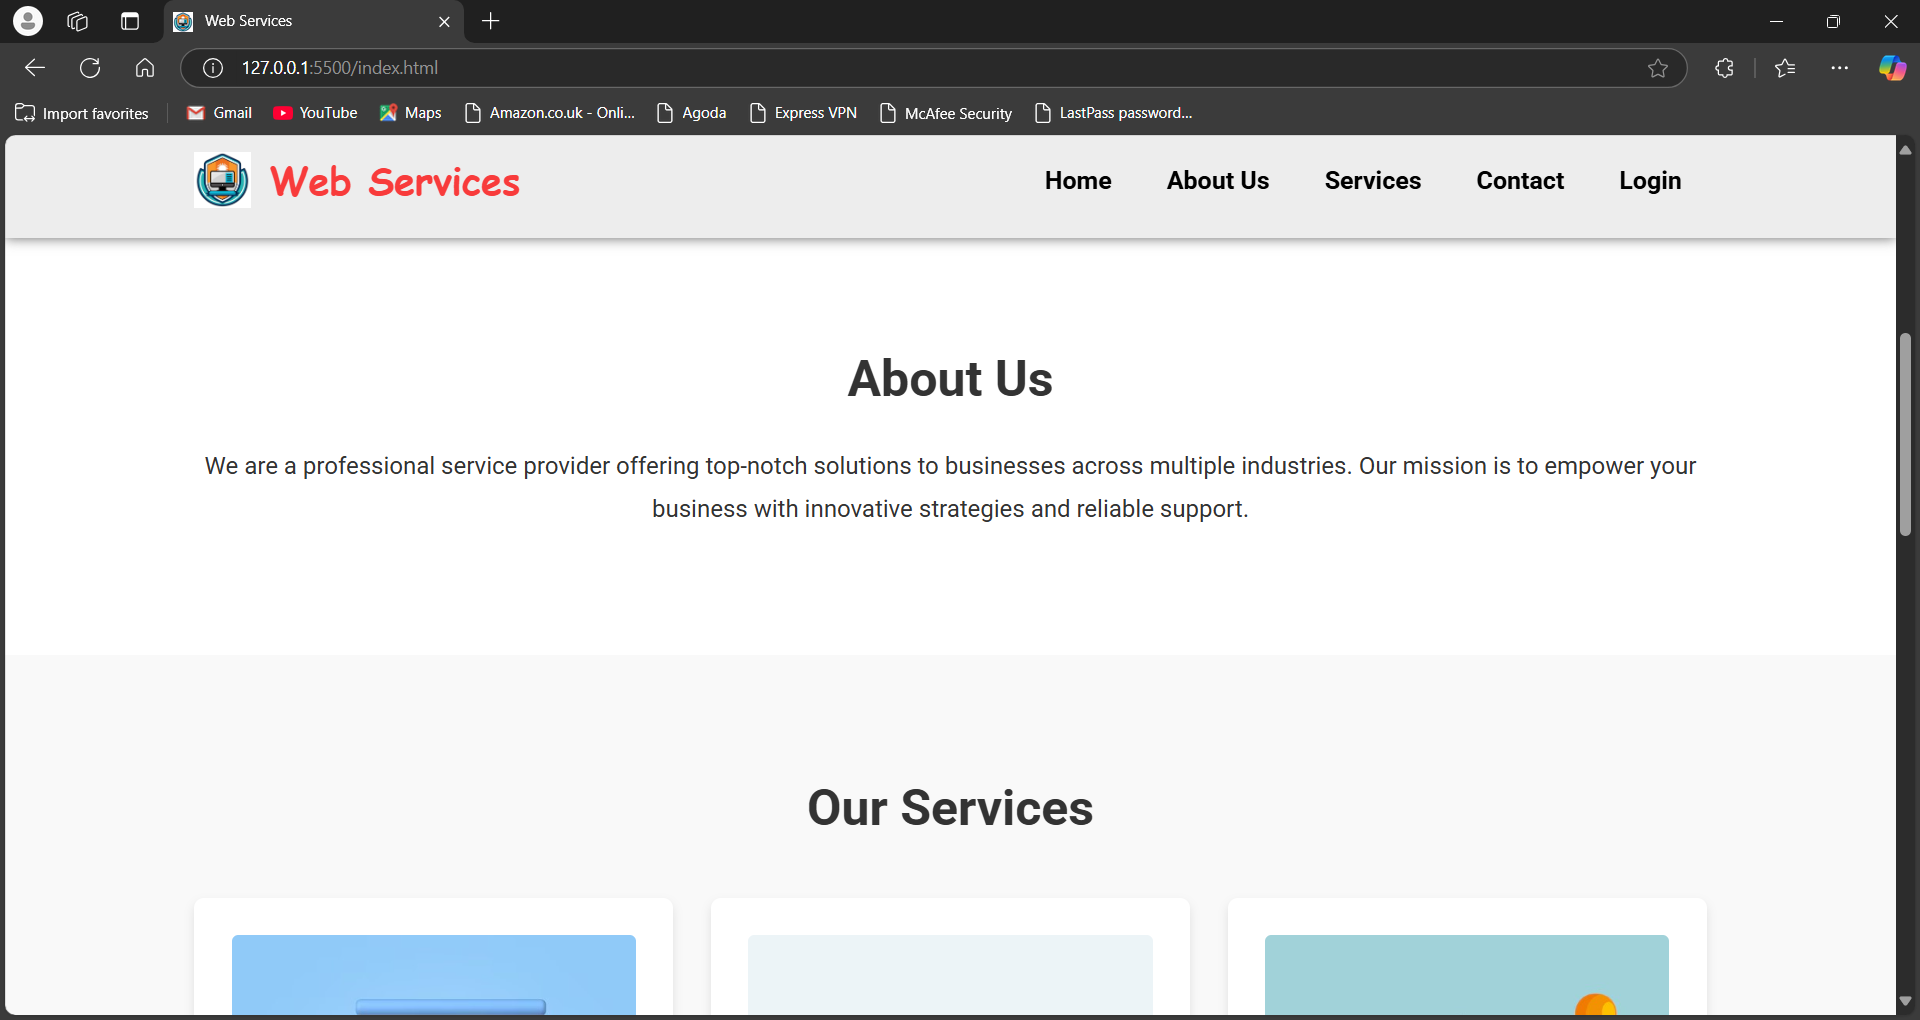 Web Services
127.0.0.1:5500/index.html
Import favorites
Gmail
YouTube
Maps
Amazon.co.uk - Onli...
Agoda
Express VPN
McAfee Security
LastPass password...
Web Services
Home
About Us
Services
Contact
Login
About Us
We are a professional service provider offering top-notch solutions to businesses across multiple industries. Our mission is to empower your
business with innovative strategies and reliable support.
Our Services